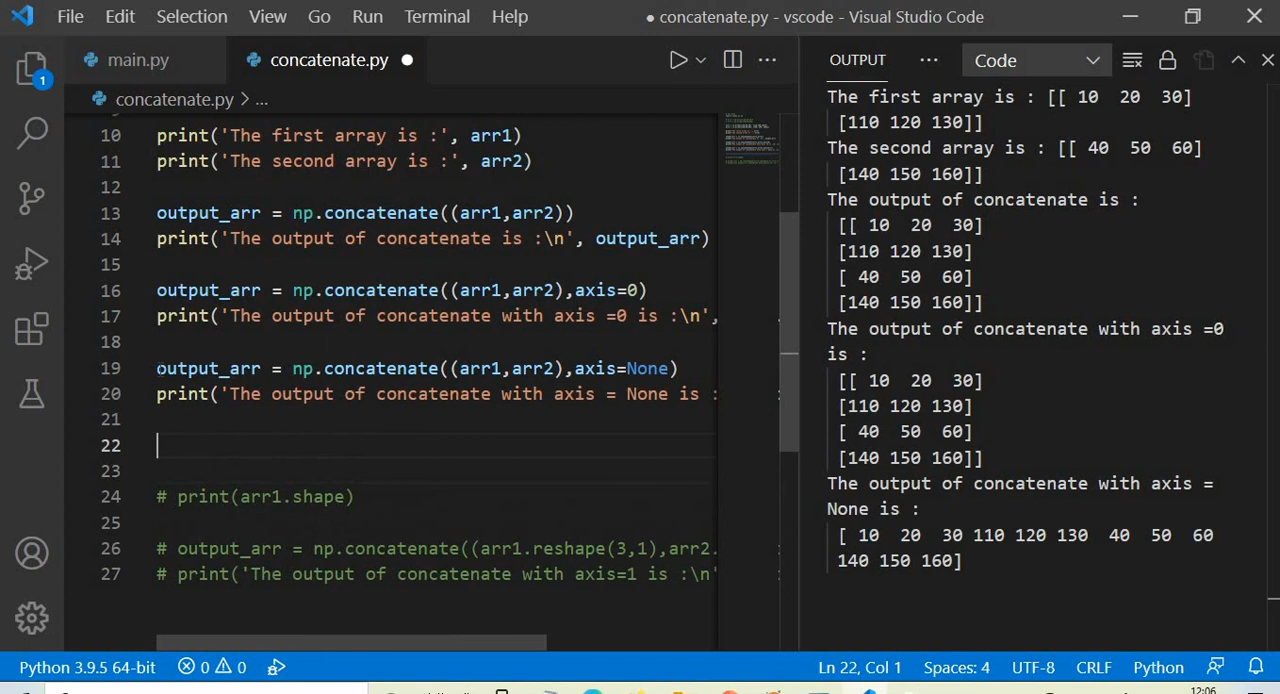 File Edit Selection View Go Run Terminal Help
● concatenate.py - vscode - Visual Studio Code
main.py
concatenate.py ●
concatenate.py > ...
10 print('The first array is :', arr1)
11 print('The second array is :', arr2)
12
13 output_arr = np.concatenate((arr1,arr2))
14 print('The output of concatenate is :\n', output_arr)
15
16 output_arr = np.concatenate((arr1,arr2),axis=0)
17 print('The output of concatenate with axis =0 is :\n',
18
19 output_arr = np.concatenate((arr1,arr2),axis=None)
20 print('The output of concatenate with axis = None is :
21
22
23
24 # print(arr1.shape)
25
26 # output_arr = np.concatenate((arr1.reshape(3,1),arr2.
27 # print('The output of concatenate with axis=1 is :\n'
OUTPUT ... Code
The first array is : [[ 10 20 30]
[110 120 130]]
The second array is : [[ 40 50 60]
[140 150 160]]
The output of concatenate is :
[[ 10 20 30]
[110 120 130]
[ 40 50 60]
[140 150 160]]
The output of concatenate with axis =0
is :
[[ 10 20 30]
[110 120 130]
[ 40 50 60]
[140 150 160]]
The output of concatenate with axis =
None is :
[ 10 20 30 110 120 130 40 50 60
140 150 160]
1
Python 3.9.5 64-bit 0 0 Ln 22, Col 1 Spaces: 4 UTF-8 CRLF Python
12:06